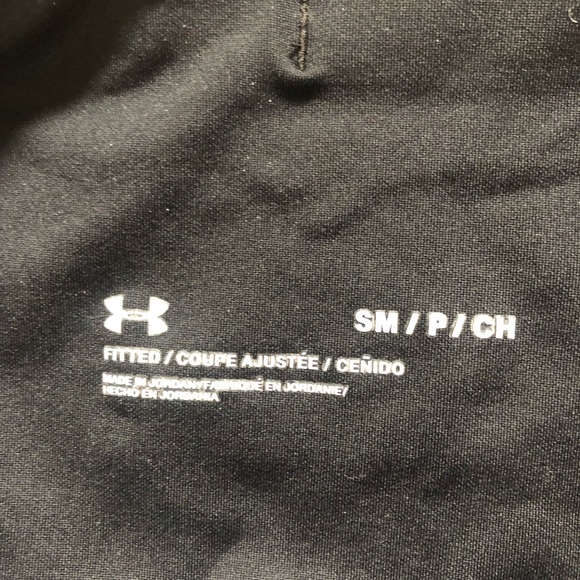 SM / P / CH
FITTED / COUPE AJUSTÉE / CEÑIDO
MADE IN JORDAN / FABRIQUÉ EN JORDANIE /
HECHO EN JORDANIA